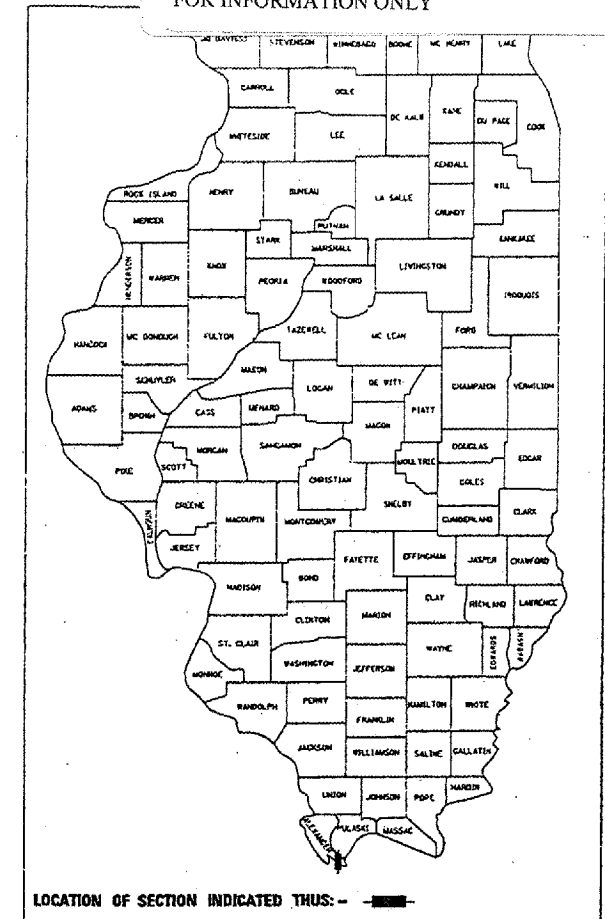 FOR INFORMATION ONLY
JO DAVIESS STEVENSON WINNEBAGO BOONE MC HENRY LAKE
CARROLL OGLE
DE KALB KANE DU PAGE COOK
WHITESIDE LEE
KENDALL
ROCK ISLAND HENRY BUREAU LA SALLE WILL
MERCER PUTNAM GRUNDY
STARK MARSHALL KANKAKEE
HENDERSON WARREN KNOX PEORIA WOODFORD LIVINGSTON IROQUOIS
HANCOCK MC DONOUGH FULTON TAZEWELL MC LEAN FORD
MASON
SCHUYLER LOGAN DE WITT CHAMPAIGN VERMILION
ADAMS BROWN CASS MENARD PIATT
MACON
MORGAN SANGAMON DOUGLAS EDGAR
PIKE SCOTT CHRISTIAN MOULTRIE COLES
GREENE MACOUPIN MONTGOMERY SHELBY CUMBERLAND CLARK
CALHOUN
JERSEY FAYETTE EFFINGHAM JASPER CRAWFORD
MADISON BOND CLAY RICHLAND LAWRENCE
CLINTON MARION
ST. CLAIR WAYNE EDWARDS WABASH
MONROE WASHINGTON JEFFERSON
RANDOLPH PERRY HAMILTON WHITE
FRANKLIN
JACKSON WILLIAMSON SALINE GALLATIN
UNION JOHNSON POPE HARDIN
ALEXANDER PULASKI MASSAC
LOCATION OF SECTION INDICATED THUS: -